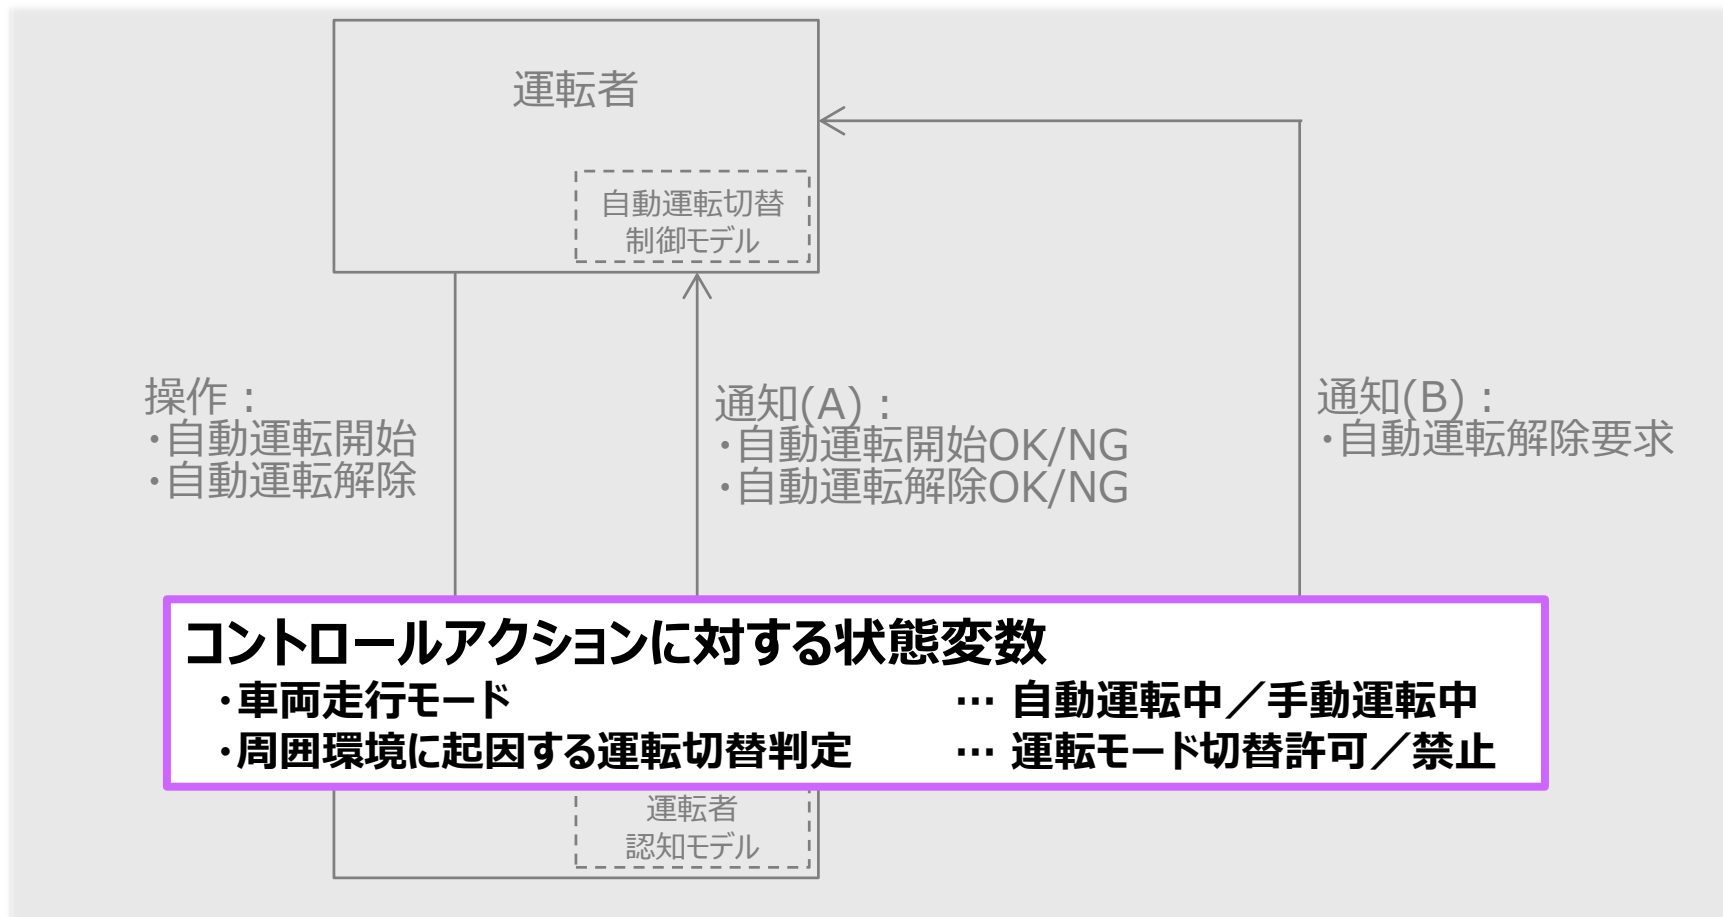 運転者
自動運転切替
制御モデル
操作：
・自動運転開始
・自動運転解除
通知(A)：
・自動運転開始OK/NG
・自動運転解除OK/NG
通知(B)：
・自動運転解除要求
コントロールアクションに対する状態変数
・車両走行モード … 自動運転中／手動運転中
・周囲環境に起因する運転切替判定 … 運転モード切替許可／禁止
運転者
認知モデル